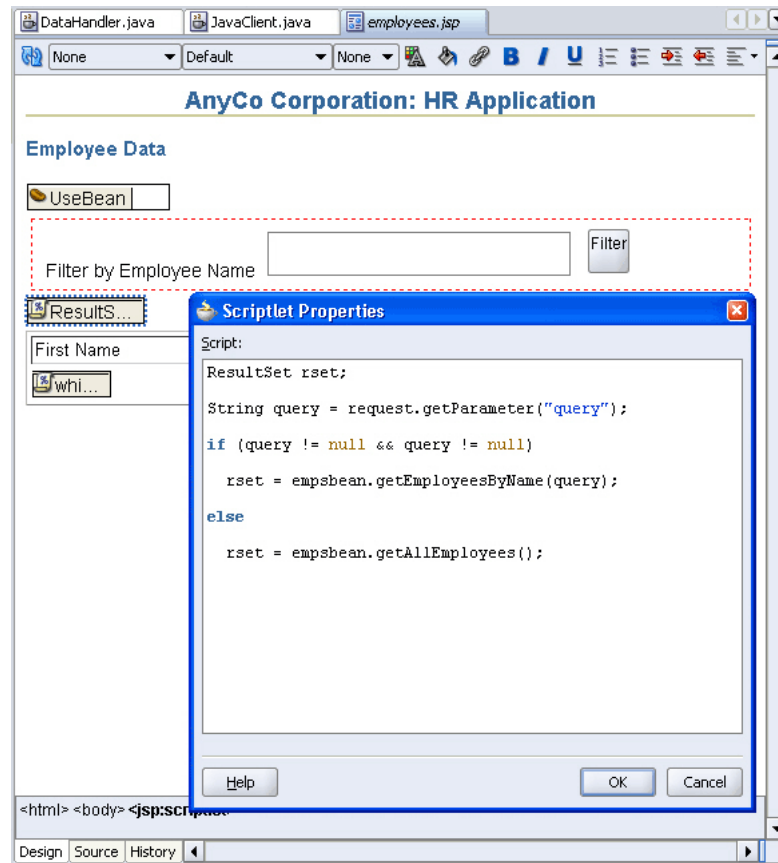 DataHandler.java JavaClient.java employees.jsp
None Default None B I U
AnyCo Corporation: HR Application
Employee Data
UseBean
Filter by Employee Name Filter
ResultS...
First Name
whi...
Scriptlet Properties
Script:
ResultSet rset;
String query = request.getParameter("query");
if (query != null && query != null)
rset = empsbean.getEmployeesByName(query);
else
rset = empsbean.getAllEmployees();
Help OK Cancel
<html> <body> <jsp:scriptlet>
Design Source History